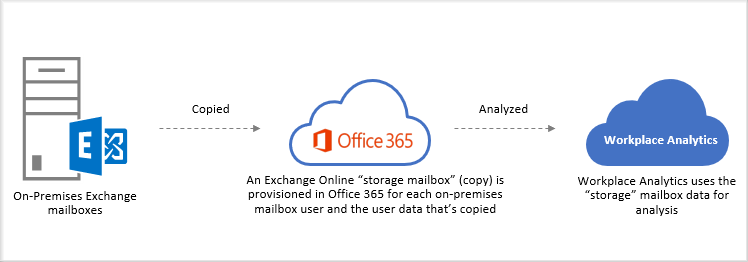 Copied
Analyzed
E
Office 365
Workplace Analytics
On-Premises Exchange
mailboxes
An Exchange Online “storage mailbox” (copy) is
provisioned in Office 365 for each on-premises
mailbox user and the user data that’s copied
Workplace Analytics uses the
“storage” mailbox data for
analysis